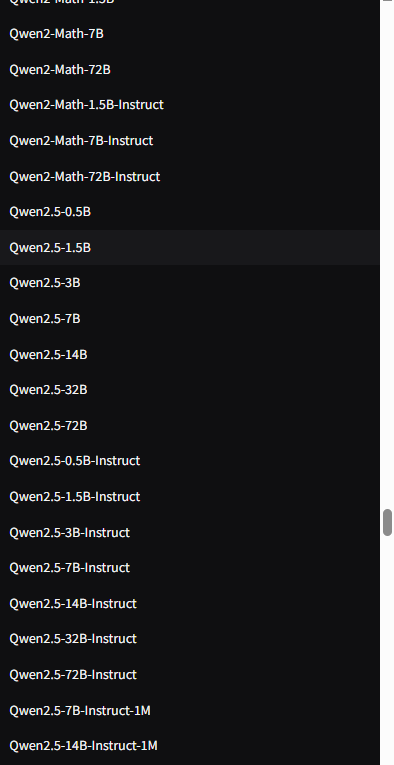 Qwen2-Math-1.5B
Qwen2-Math-7B
Qwen2-Math-72B
Qwen2-Math-1.5B-Instruct
Qwen2-Math-7B-Instruct
Qwen2-Math-72B-Instruct
Qwen2.5-0.5B
Qwen2.5-1.5B
Qwen2.5-3B
Qwen2.5-7B
Qwen2.5-14B
Qwen2.5-32B
Qwen2.5-72B
Qwen2.5-0.5B-Instruct
Qwen2.5-1.5B-Instruct
Qwen2.5-3B-Instruct
Qwen2.5-7B-Instruct
Qwen2.5-14B-Instruct
Qwen2.5-32B-Instruct
Qwen2.5-72B-Instruct
Qwen2.5-7B-Instruct-1M
Qwen2.5-14B-Instruct-1M